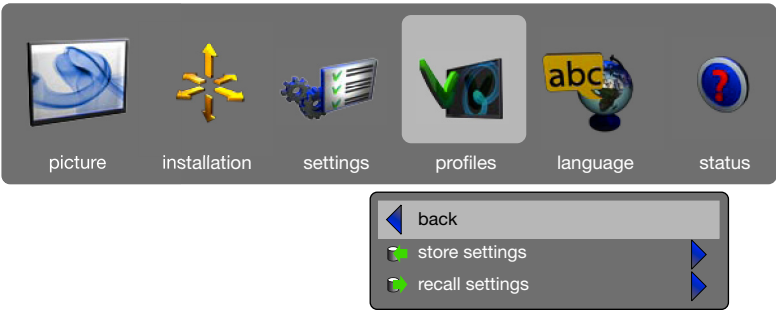 abc
?
picture installation settings profiles language status
back
store settings
recall settings